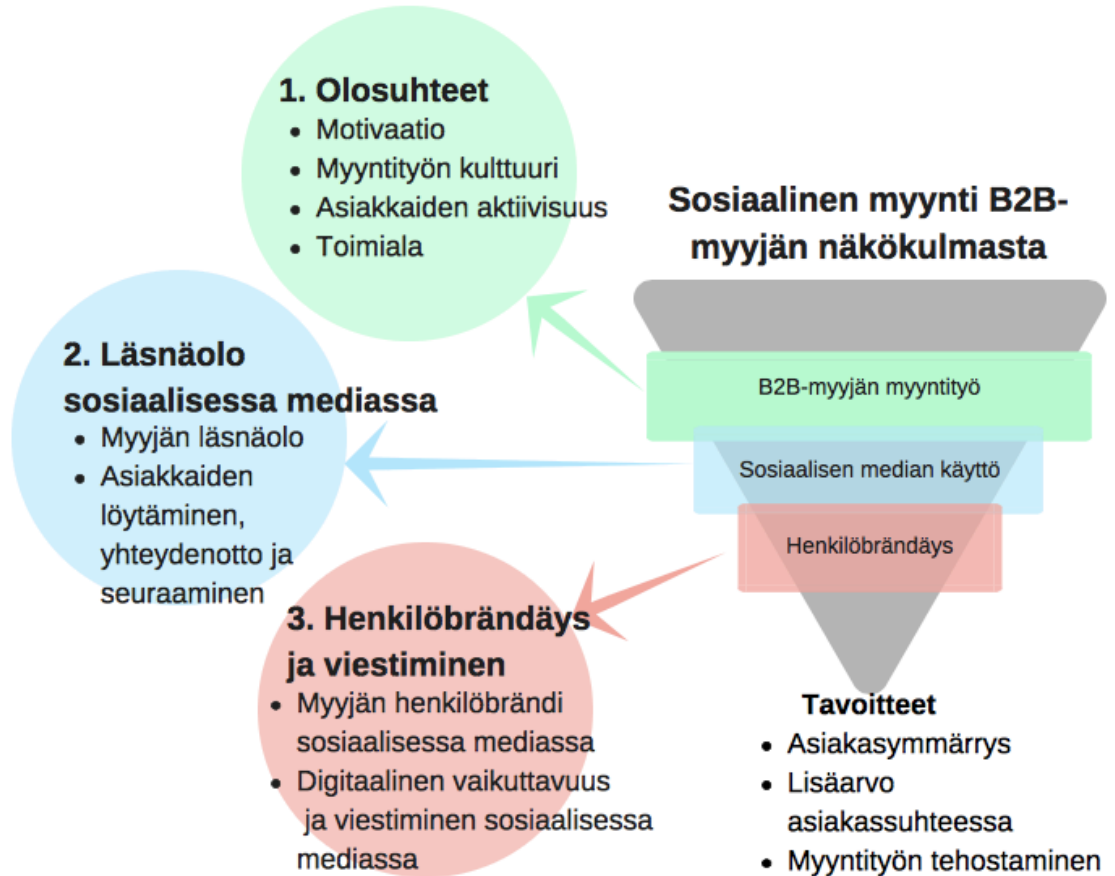 1. Olosuhteet
• Motivaatio
• Myyntityön kulttuuri
• Asiakkaiden aktiivisuus
• Toimiala
2. Läsnäolo
sosiaalisessa mediassa
• Myyjän läsnäolo
• Asiakkaiden
löytäminen,
yhteydenotto ja
seuraaminen
3. Henkilöbrändäys
ja viestiminen
• Myyjän henkilöbrändi
sosiaalisessa mediassa
• Digitaalinen vaikuttavuus
ja viestiminen sosiaalisessa
mediassa
Sosiaalinen myynti B2B-
myyjän näkökulmasta
B2B-myyjän myyntityö
Sosiaalisen median käyttö
Henkilöbrändäys
Tavoitteet
• Asiakasymmärrys
• Lisäarvo
asiakassuhteessa
• Myyntityön tehostaminen